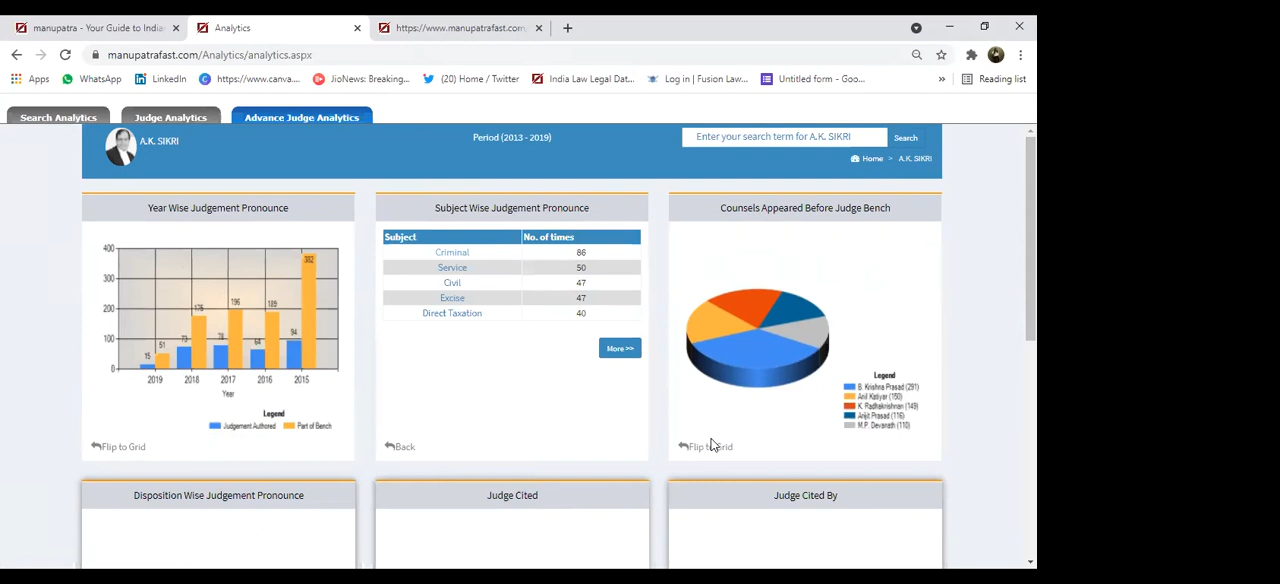 manupatra - Your Guide to India
Analytics
https://www.manupatrafast.com
manupatrafast.com/Analytics/analytics.aspx
Apps
WhatsApp
LinkedIn
https://www.canva....
JioNews: Breaking...
(20) Home / Twitter
India Law Legal Dat...
Log in | Fusion Law...
Untitled form - Goo...
»
Reading list
Search Analytics
Judge Analytics
Advance Judge Analytics
A.K. SIKRI
Period (2013 - 2019)
Enter your search term for A.K. SIKRI
Search
Home > A.K. SIKRI
Year Wise Judgement Pronounce
400
300
200
100
0
15
51
73
175
78
196
64
189
94
382
2019
2018
2017
2016
2015
Year
Legend
Judgement Authored
Part of Bench
Flip to Grid
Subject Wise Judgement Pronounce
Subject No. of times
Criminal 86
Service 50
Civil 47
Excise 47
Direct Taxation 40
More >>
Back
Counsels Appeared Before Judge Bench
Legend
B. Krishna Prasad (291)
Anil Katiyar (150)
K. Radhakrishnan (149)
Arijit Prasad (116)
M.P. Devanath (110)
Flip to Grid
Disposition Wise Judgement Pronounce
Judge Cited
Judge Cited By